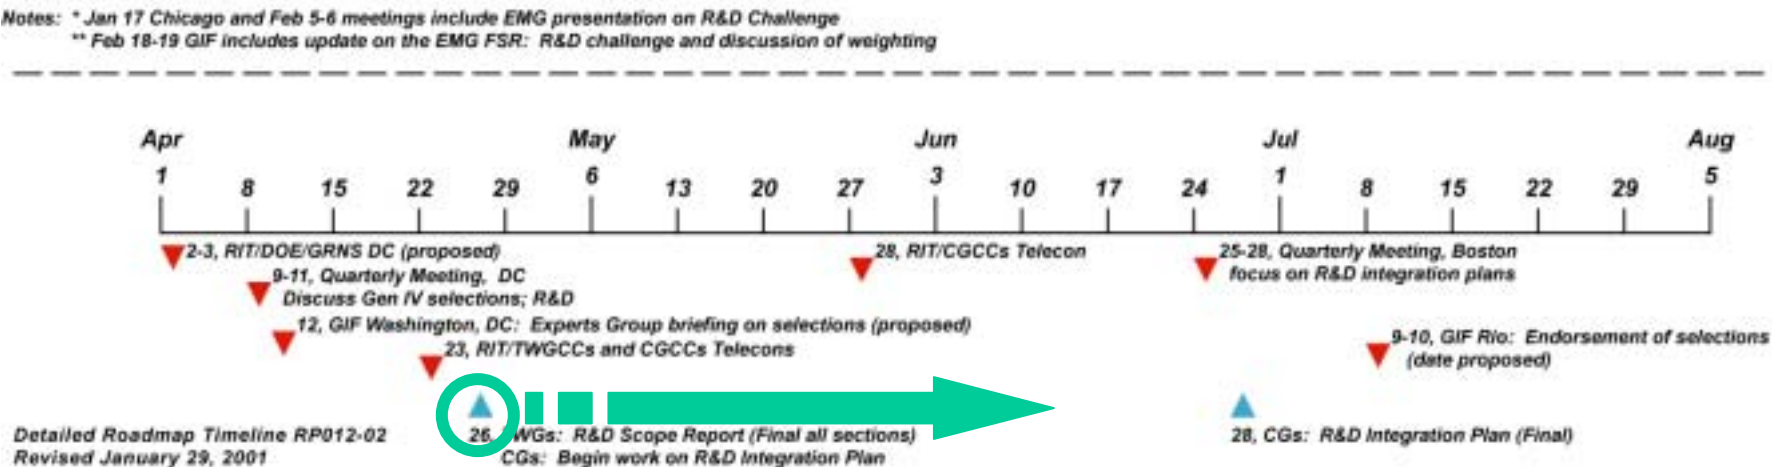 Notes: * Jan 17 Chicago and Feb 5-6 meetings include EMG presentation on R&D Challenge
** Feb 18-19 GIF includes update on the EMG FSR: R&D challenge and discussion of weighting
Apr May Jun Jul Aug
1 8 15 22 29 6 13 20 27 3 10 17 24 1 8 15 22 29 5
2-3, RIT/DOE/GRNS DC (proposed)
28, RIT/CGCCs Telecon
25-28, Quarterly Meeting, Boston
focus on R&D integration plans
9-11, Quarterly Meeting, DC
Discuss Gen IV selections; R&D
12, GIF Washington, DC: Experts Group briefing on selections (proposed)
9-10, GIF Rio: Endorsement of selections
(date proposed)
23, RIT/TWGCCs and CGCCs Telecons
26, WGs: R&D Scope Report (Final all sections)
CGs: Begin work on R&D Integration Plan
28, CGs: R&D Integration Plan (Final)
Detailed Roadmap Timeline RP012-02
Revised January 29, 2001